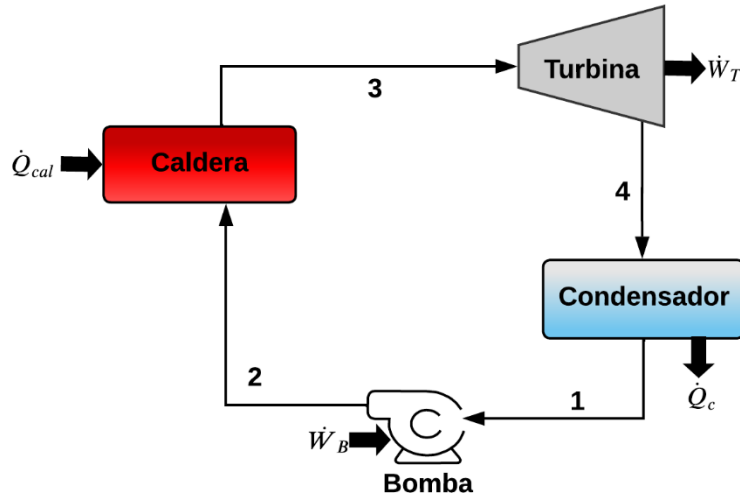 Turbina
Ẇ_T
3
Caldera
Q̇_cal
4
Condensador
2
1
Q̇_c
Ẇ_B
Bomba